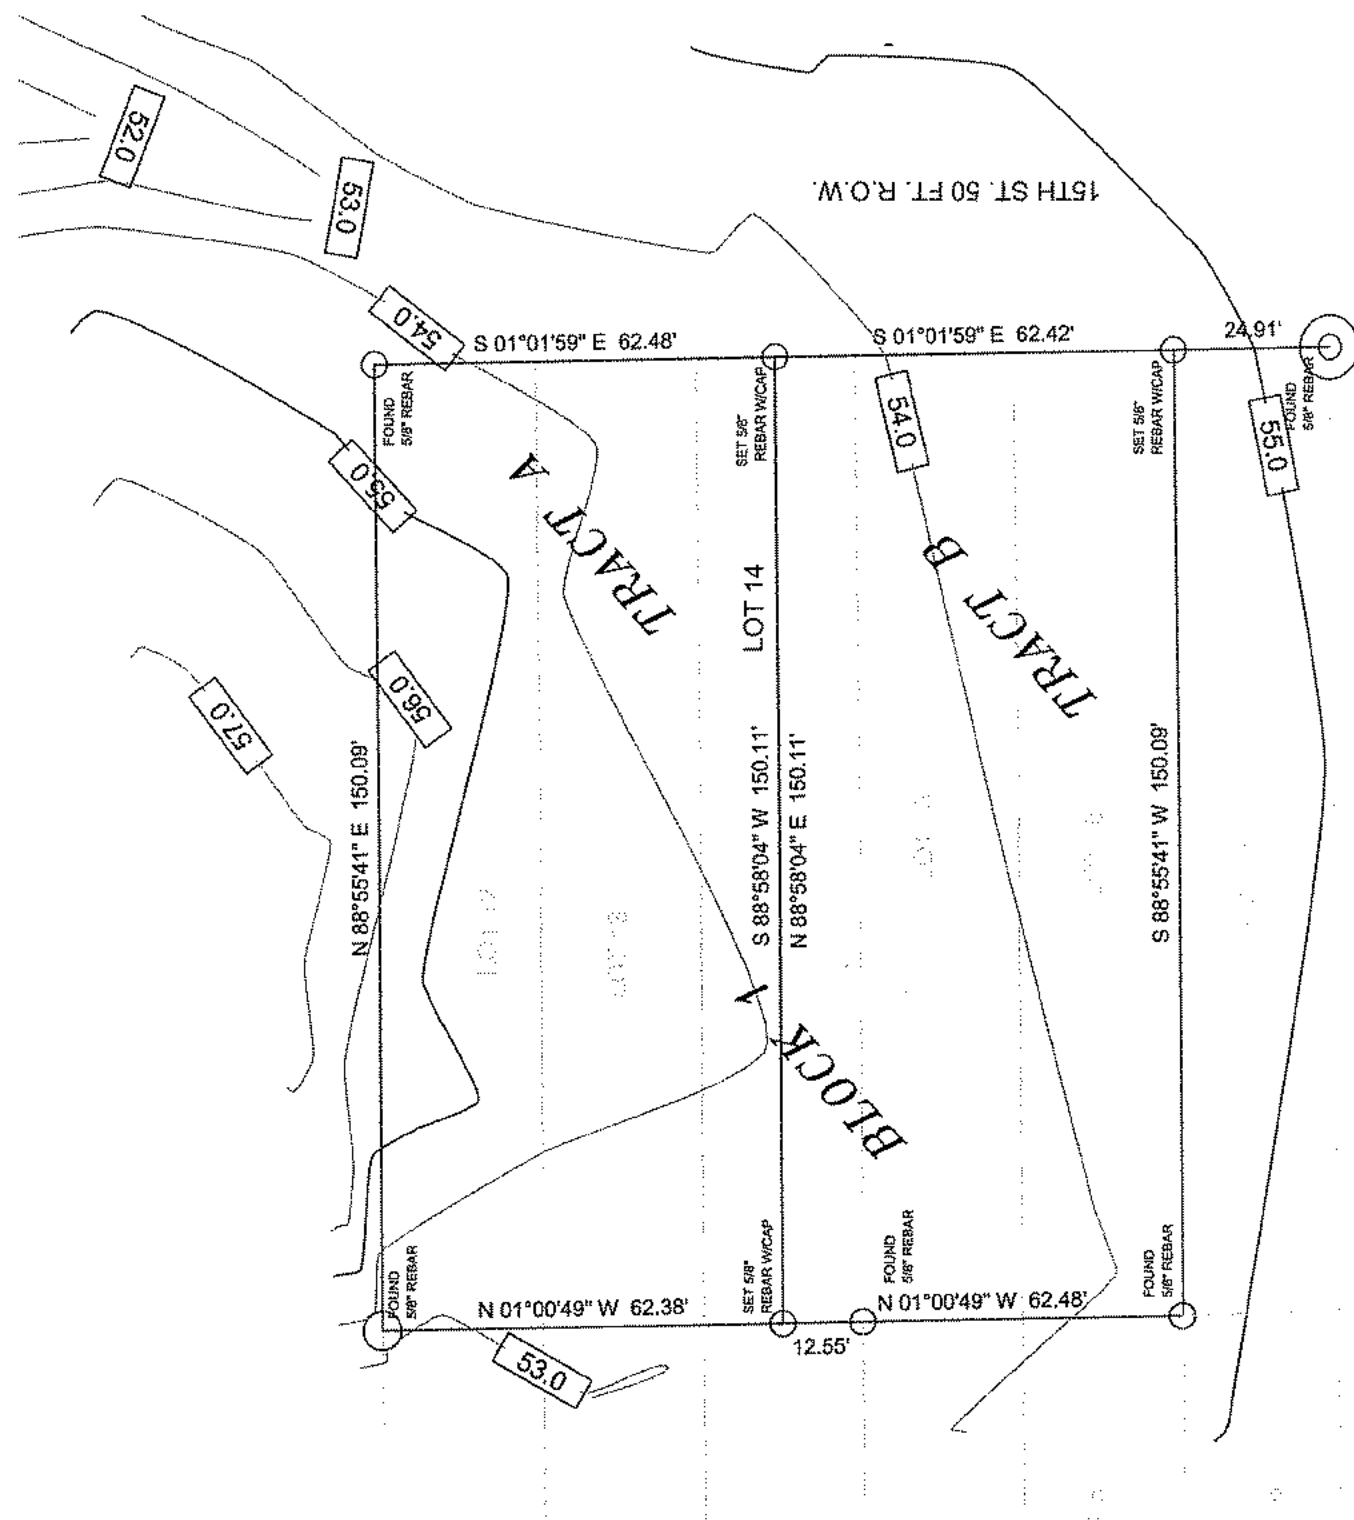 52.0
53.0
15TH ST. 50 FT. R.O.W.
54.0
S 01°01'59" E 62.48'
S 01°01'59" E 62.42'
24.91'
FOUND
5/8" REBAR
SET 5/8"
REBAR W/CAP
54.0
SET 5/8"
REBAR W/CAP
55.0
FOUND
5/8" REBAR
55.0
TRACT A
LOT 14
TRACT B
56.0
57.0
N 88°55'41" E 150.09'
S 88°58'04" W 150.11'
N 88°58'04" E 150.11'
S 88°55'41" W 150.09'
BLOCK 1
FOUND
5/8" REBAR
SET 5/8"
REBAR W/CAP
FOUND
5/8" REBAR
FOUND
5/8" REBAR
N 01°00'49" W 62.38'
N 01°00'49" W 62.48'
12.55'
53.0